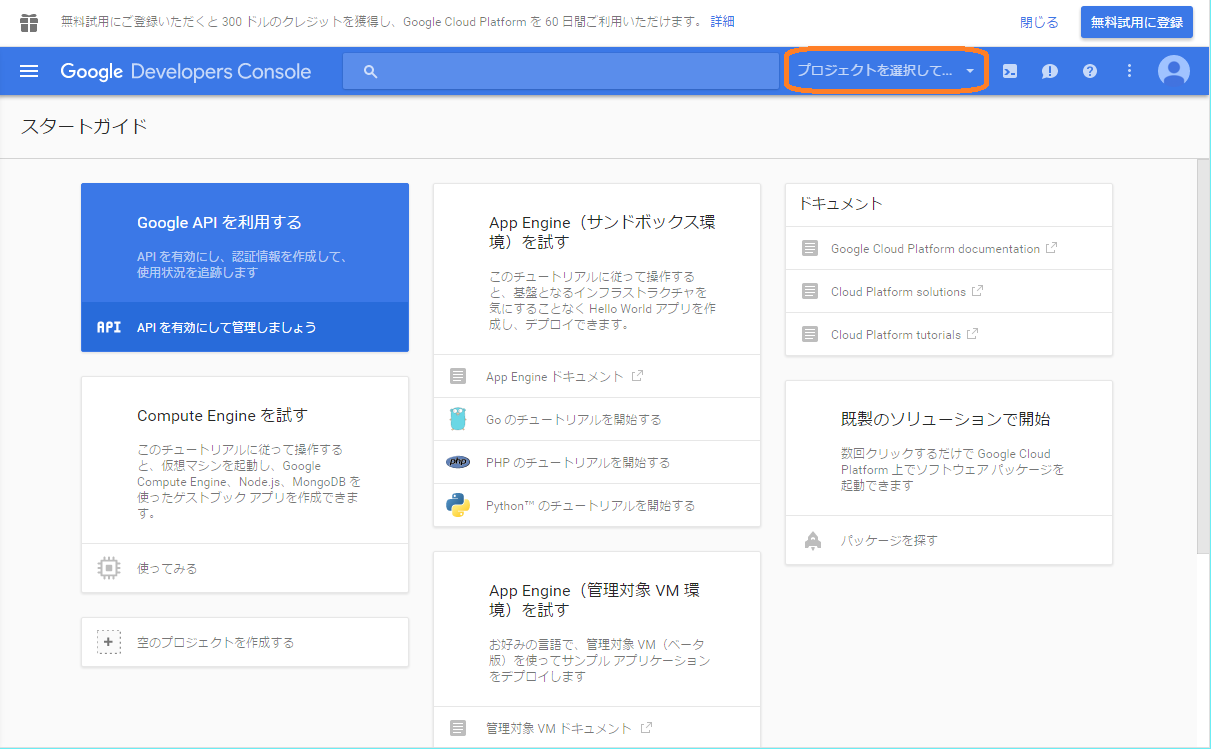 無料試用にご登録いただくと 300 ドルのクレジットを獲得し、Google Cloud Platform を 60 日間ご利用いただけます。 詳細
閉じる
無料試用に登録
Google Developers Console
プロジェクトを選択して...
スタートガイド
Google API を利用する
API を有効にし、認証情報を作成して、
使用状況を追跡します
API APIを有効にして管理しましょう
Compute Engine を試す
このチュートリアルに従って操作する
と、仮想マシンを起動し、Google
Compute Engine、Node.js、MongoDB を
使ったゲストブック アプリを作成できま
す。
使ってみる
空のプロジェクトを作成する
App Engine（サンドボックス環
境）を試す
このチュートリアルに従って操作する
と、基盤となるインフラストラクチャを
気にすることなく Hello World アプリを作
成し、デプロイできます。
App Engine ドキュメント
Go のチュートリアルを開始する
php PHP のチュートリアルを開始する
Python™ のチュートリアルを開始する
App Engine（管理対象 VM 環
境）を試す
お好みの言語で、管理対象 VM（ベータ
版）を使ってサンプル アプリケーション
をデプロイします
管理対象 VM ドキュメント
ドキュメント
Google Cloud Platform documentation
Cloud Platform solutions
Cloud Platform tutorials
既製のソリューションで開始
数回クリックするだけで Google Cloud
Platform 上でソフトウェア パッケージを
起動できます
パッケージを探す